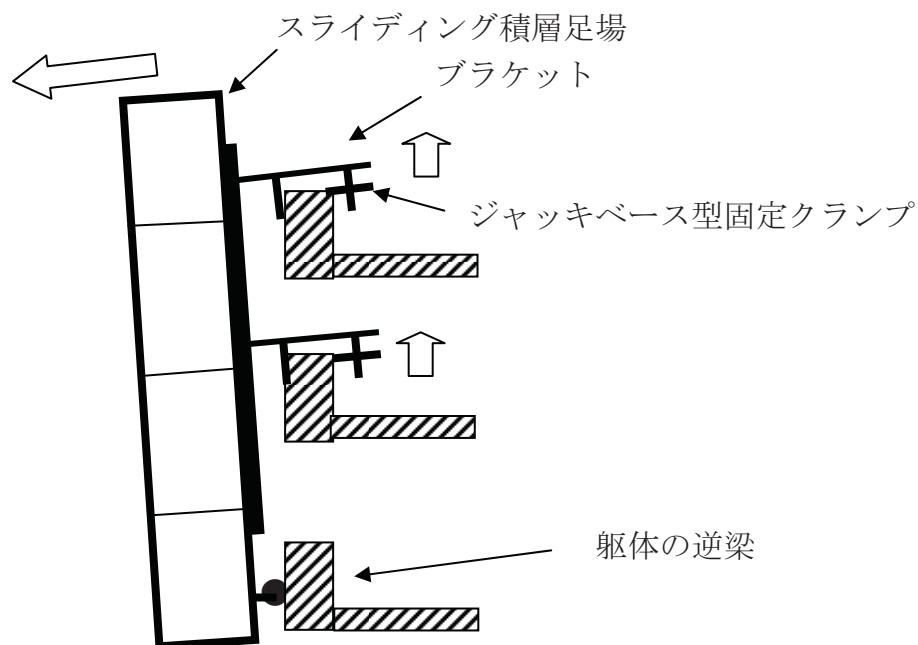 スライディング積層足場
ブラケット
ジャッキベース型固定クランプ
躯体の逆梁